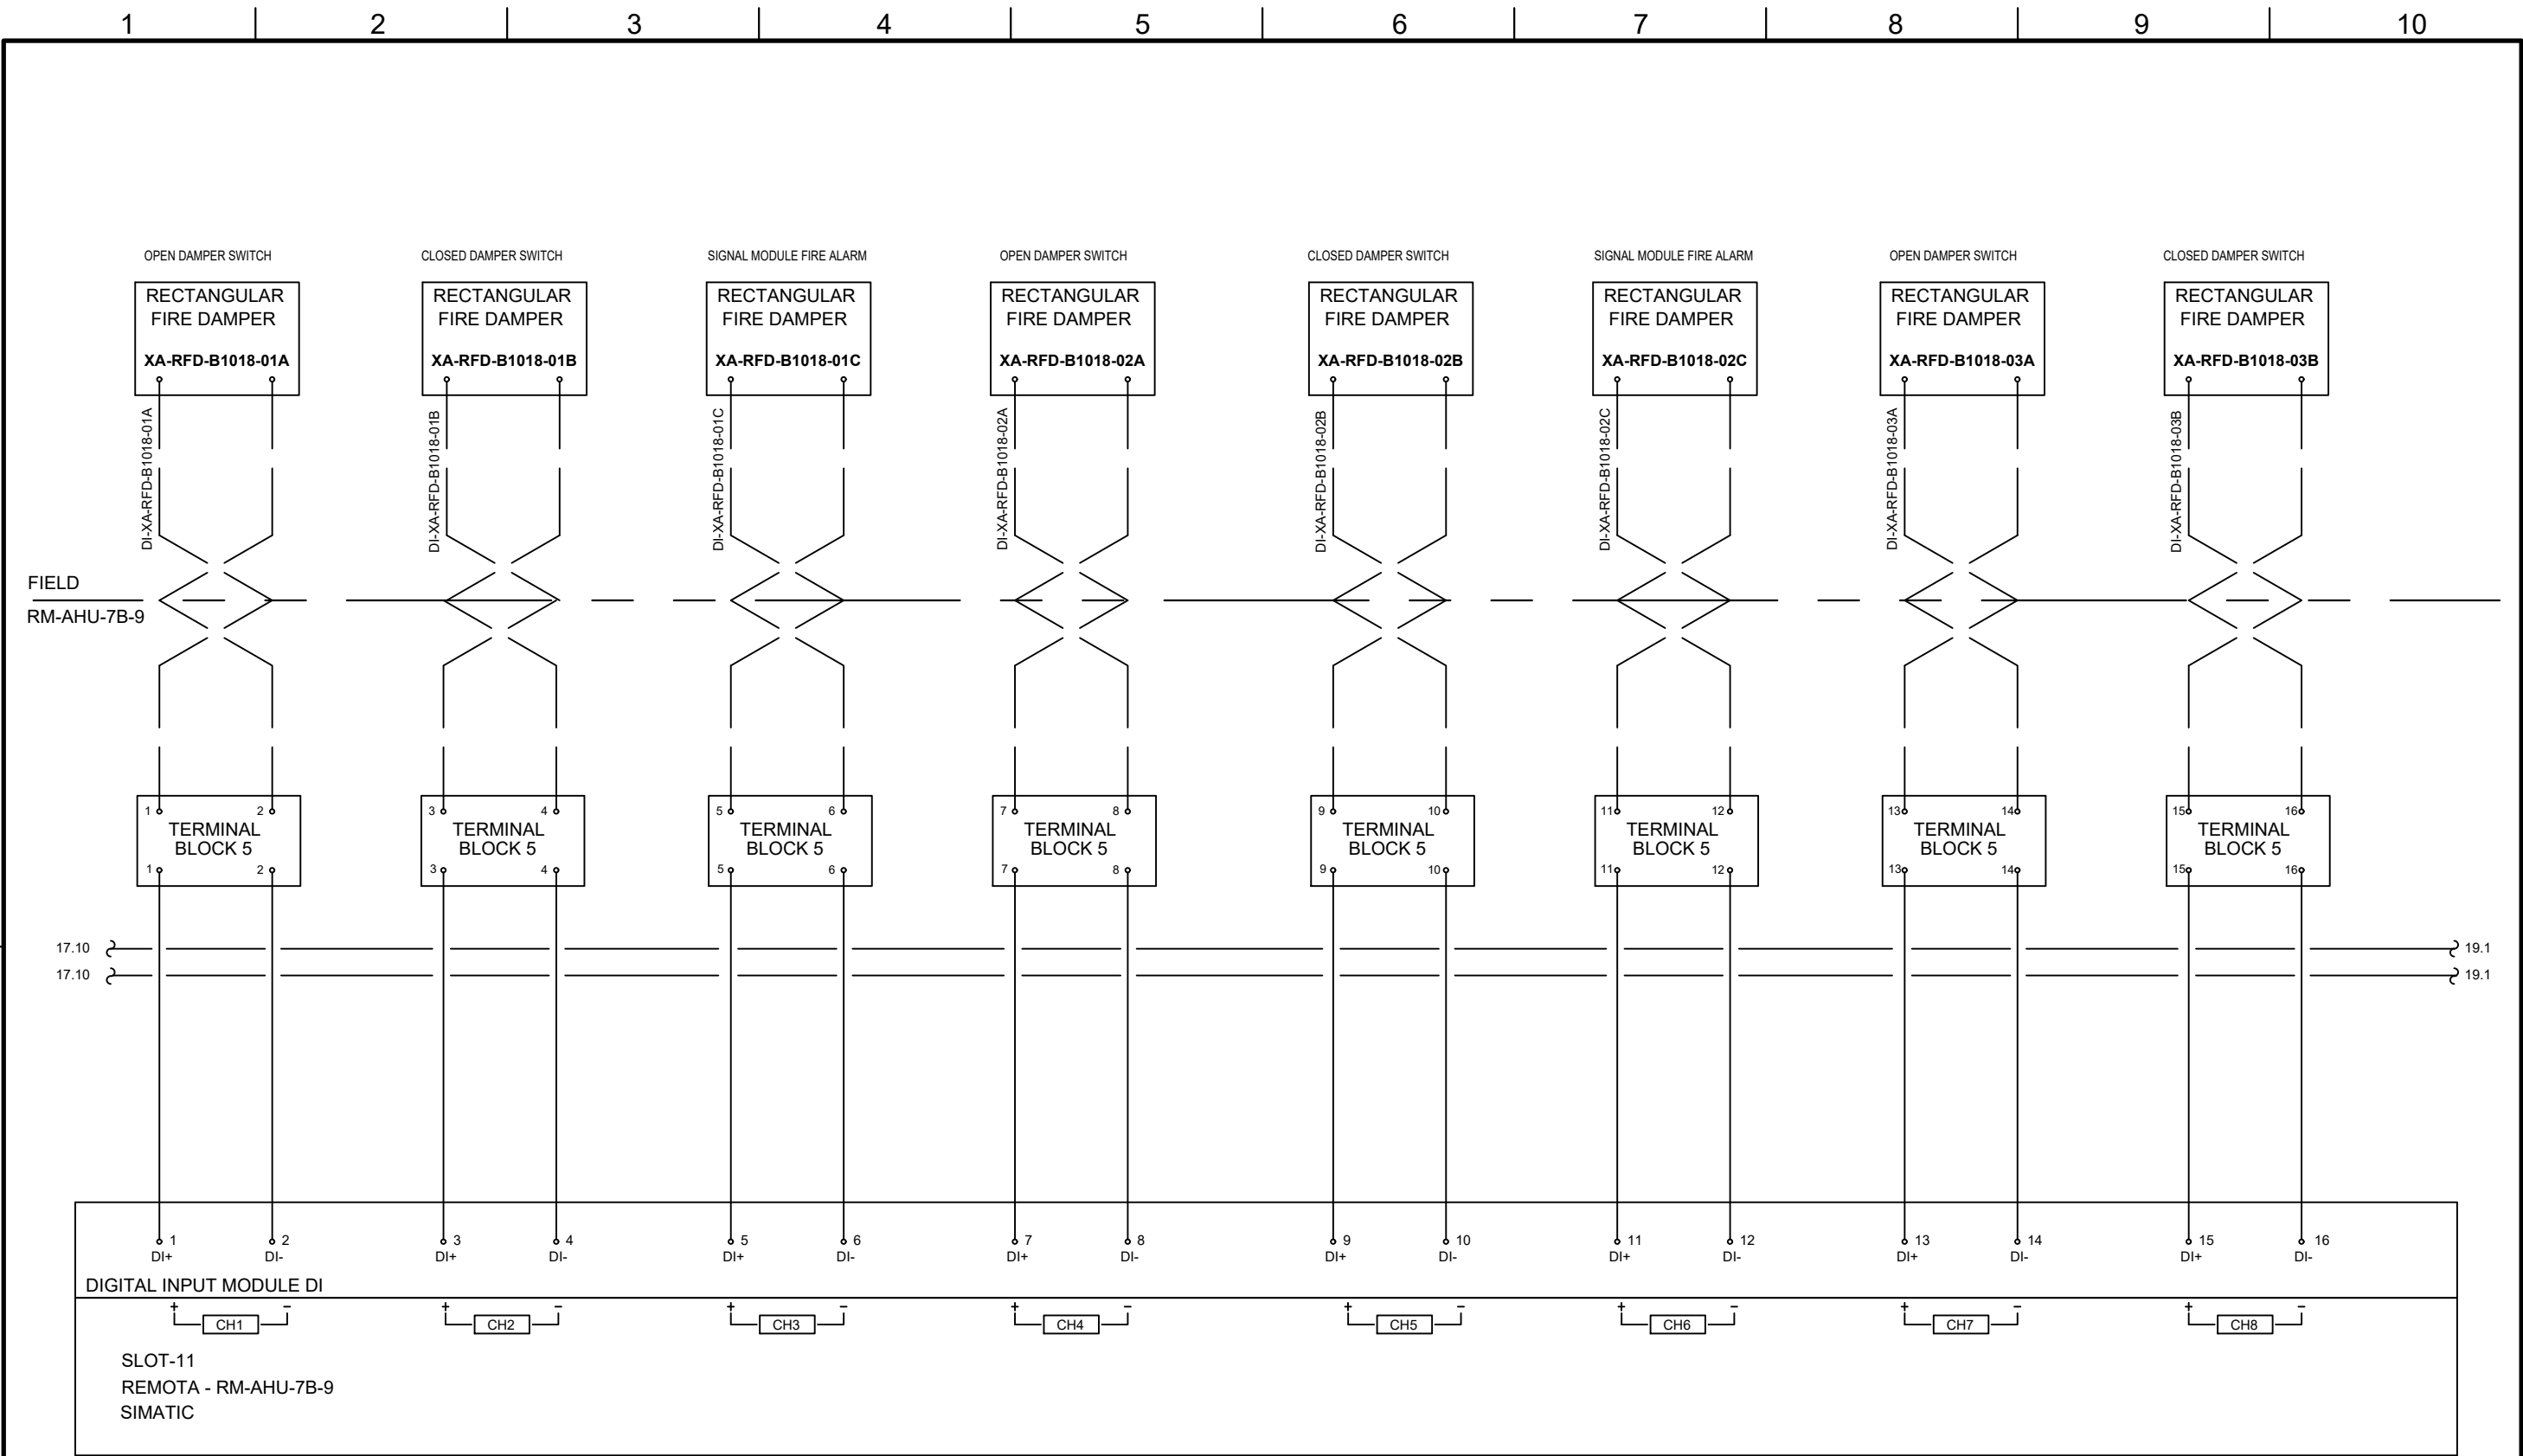 1 2 3 4 5 6 7 8 9 10
OPEN DAMPER SWITCH CLOSED DAMPER SWITCH SIGNAL MODULE FIRE ALARM OPEN DAMPER SWITCH CLOSED DAMPER SWITCH SIGNAL MODULE FIRE ALARM OPEN DAMPER SWITCH CLOSED DAMPER SWITCH
RECTANGULAR RECTANGULAR RECTANGULAR RECTANGULAR RECTANGULAR RECTANGULAR RECTANGULAR RECTANGULAR
FIRE DAMPER FIRE DAMPER FIRE DAMPER FIRE DAMPER FIRE DAMPER FIRE DAMPER FIRE DAMPER FIRE DAMPER
XA-RFD-B1018-01A XA-RFD-B1018-01B XA-RFD-B1018-01C XA-RFD-B1018-02A XA-RFD-B1018-02B XA-RFD-B1018-02C XA-RFD-B1018-03A XA-RFD-B1018-03B
DI-XA-RFD-B1018-01A DI-XA-RFD-B1018-01B DI-XA-RFD-B1018-01C DI-XA-RFD-B1018-02A DI-XA-RFD-B1018-02B DI-XA-RFD-B1018-02C DI-XA-RFD-B1018-03A DI-XA-RFD-B1018-03B
FIELD
RM-AHU-7B-9
1 2 3 4 5 6 7 8 9 10 11 12 13 14 15 16
TERMINAL TERMINAL TERMINAL TERMINAL TERMINAL TERMINAL TERMINAL TERMINAL
BLOCK 5 BLOCK 5 BLOCK 5 BLOCK 5 BLOCK 5 BLOCK 5 BLOCK 5 BLOCK 5
1 2 3 4 5 6 7 8 9 10 11 12 13 14 15 16
17.10 19.1
17.10 19.1
1 2 3 4 5 6 7 8 9 10 11 12 13 14 15 16
DI+ DI- DI+ DI- DI+ DI- DI+ DI- DI+ DI- DI+ DI- DI+ DI- DI+ DI-
DIGITAL INPUT MODULE DI
+ - + - + - + - + - + - + - + -
CH1 CH2 CH3 CH4 CH5 CH6 CH7 CH8
SLOT-11
REMOTA - RM-AHU-7B-9
SIMATIC